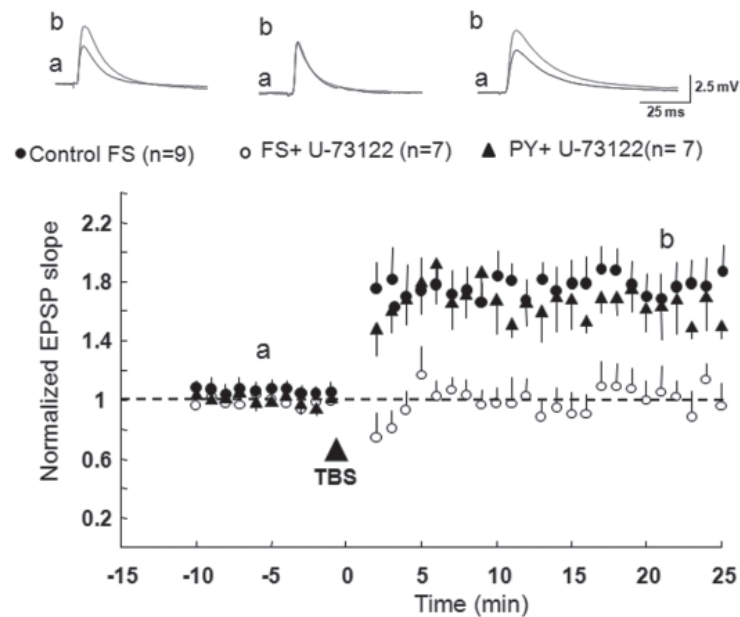 b b b
a a a
2.5 mV
25 ms
●Control FS (n=9) ○ FS+ U-73122 (n=7) ▲ PY+ U-73122(n= 7)
Normalized EPSP slope
2.2
1.8
1.4
1
0.6
0.2
a
b
TBS
-15 -10 -5 0 5 10 15 20 25
Time (min)